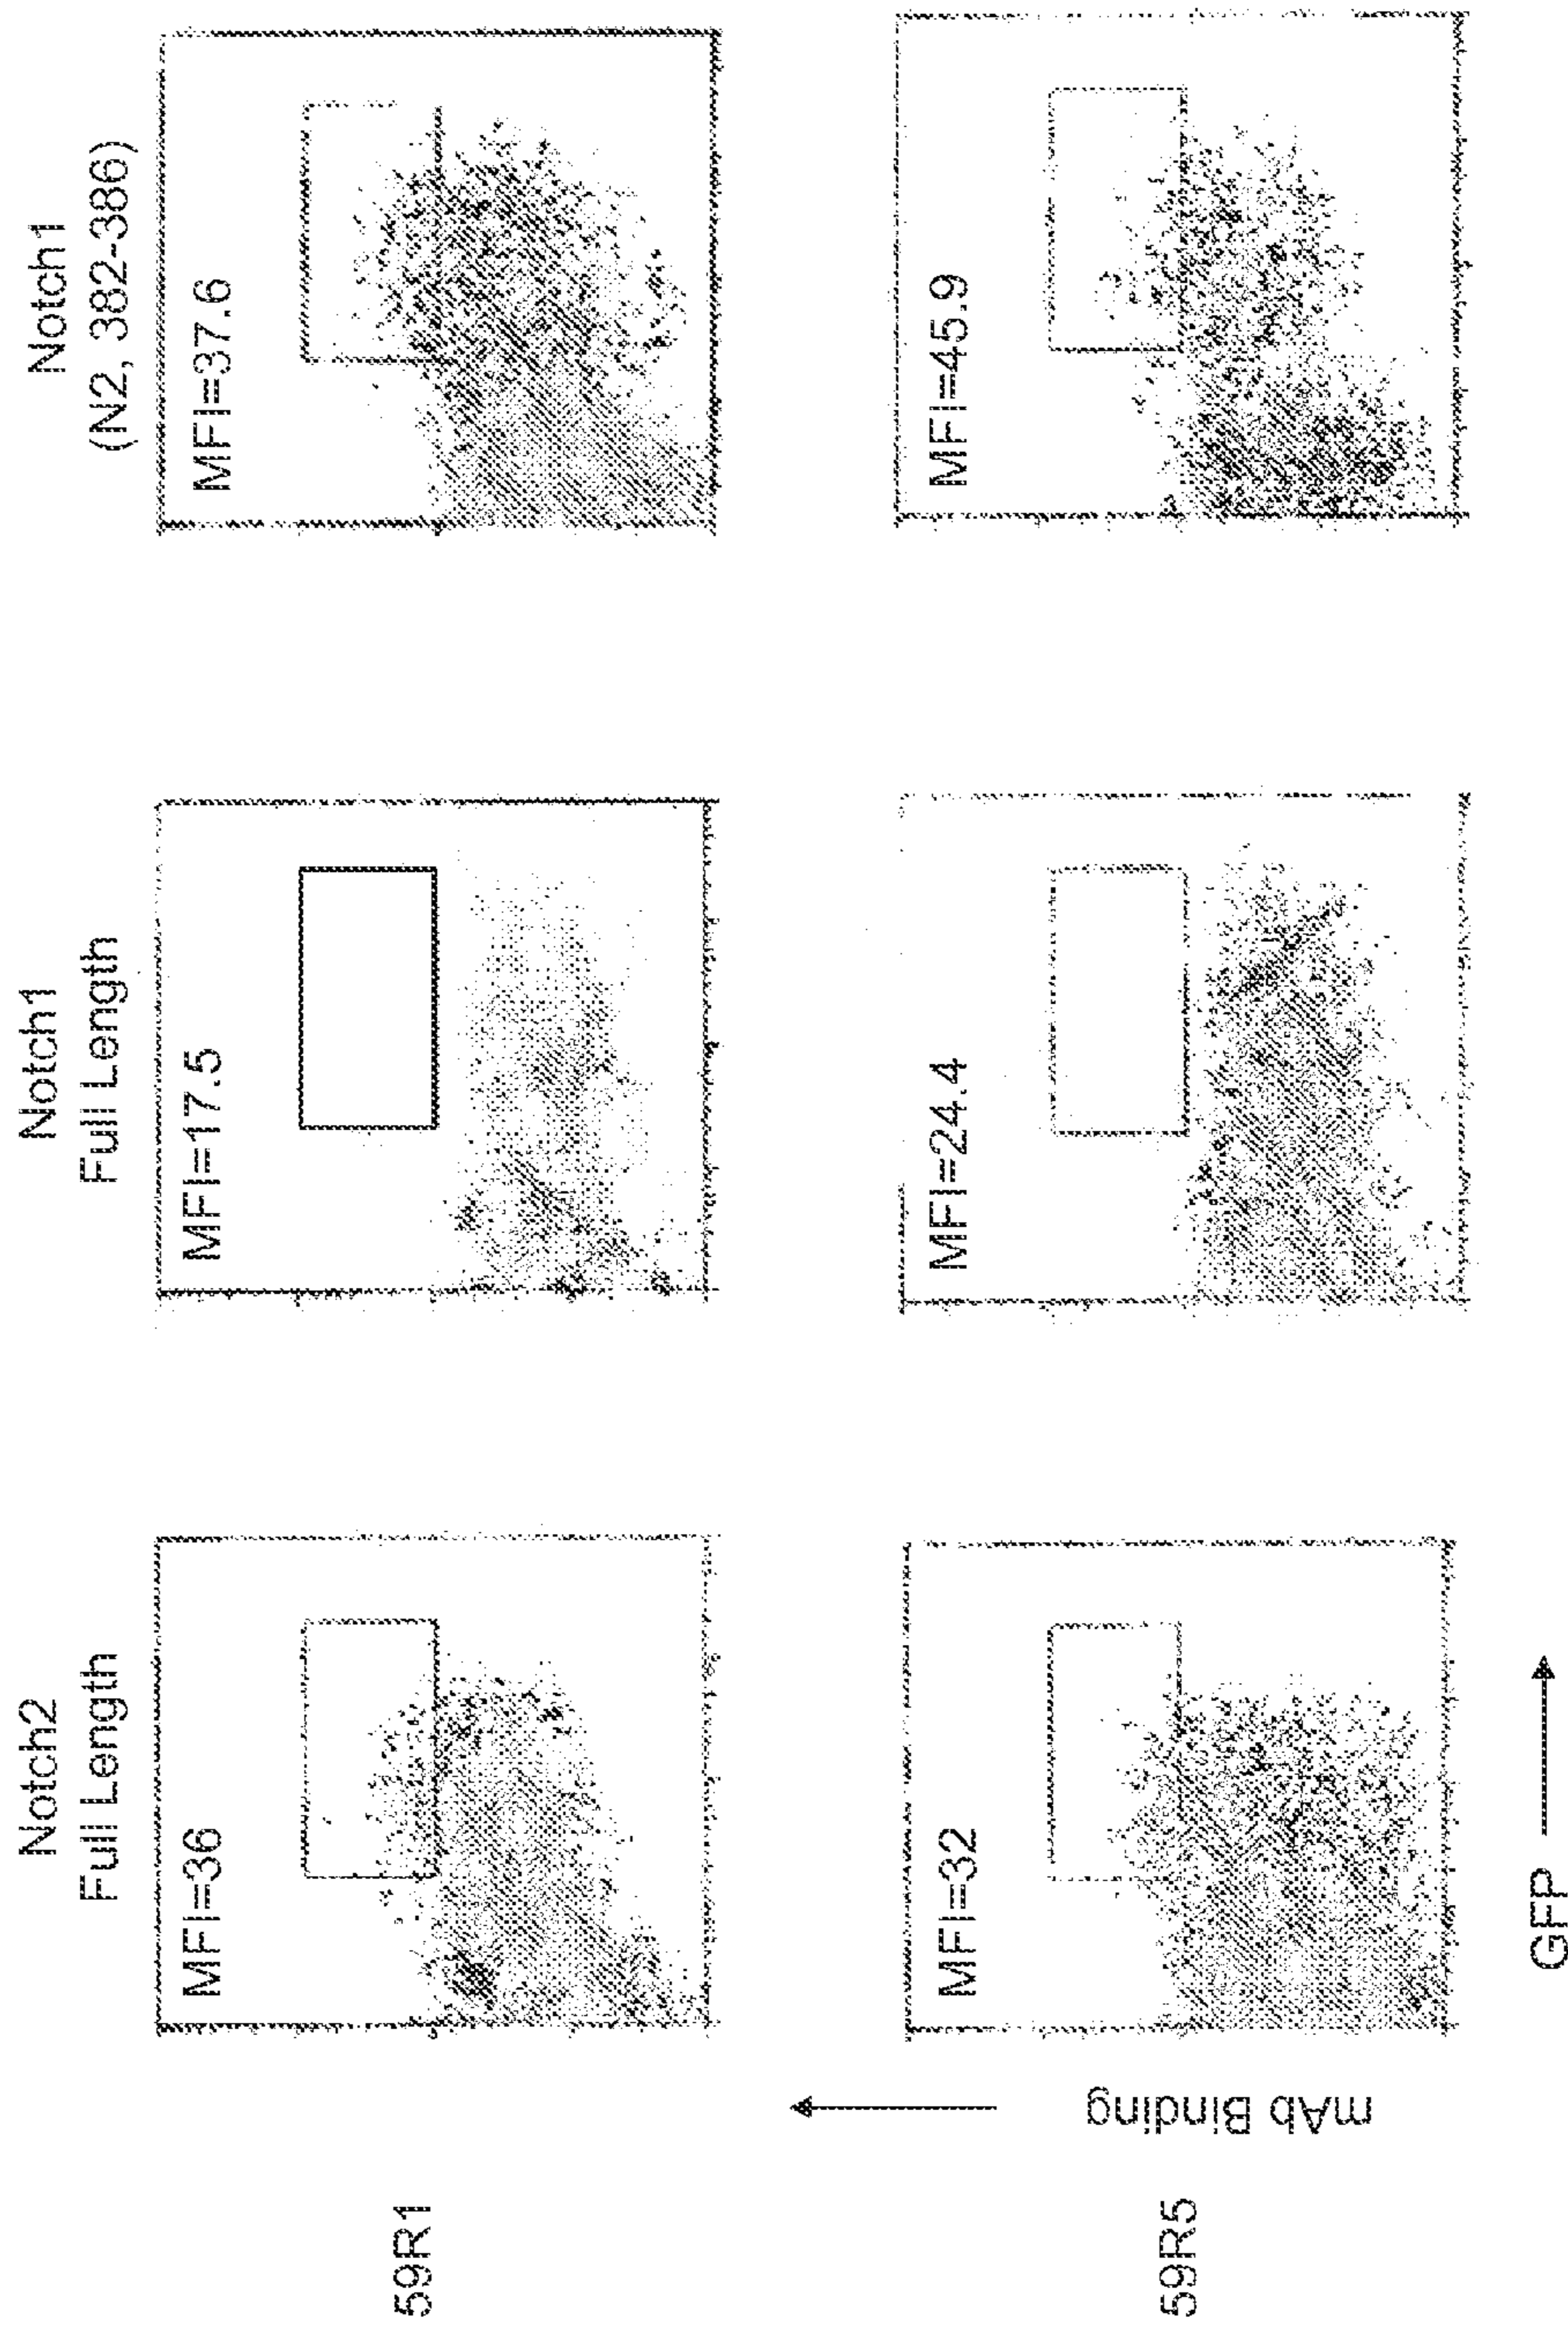 Notch2
Full Length
Notch1
Full Length
Notch1
(N2, 382-386)
59R1
MFI=36
MFI=17.5
MFI=37.6
mAb Binding
59R5
MFI=32
MFI=24.4
MFI=45.9
GFP